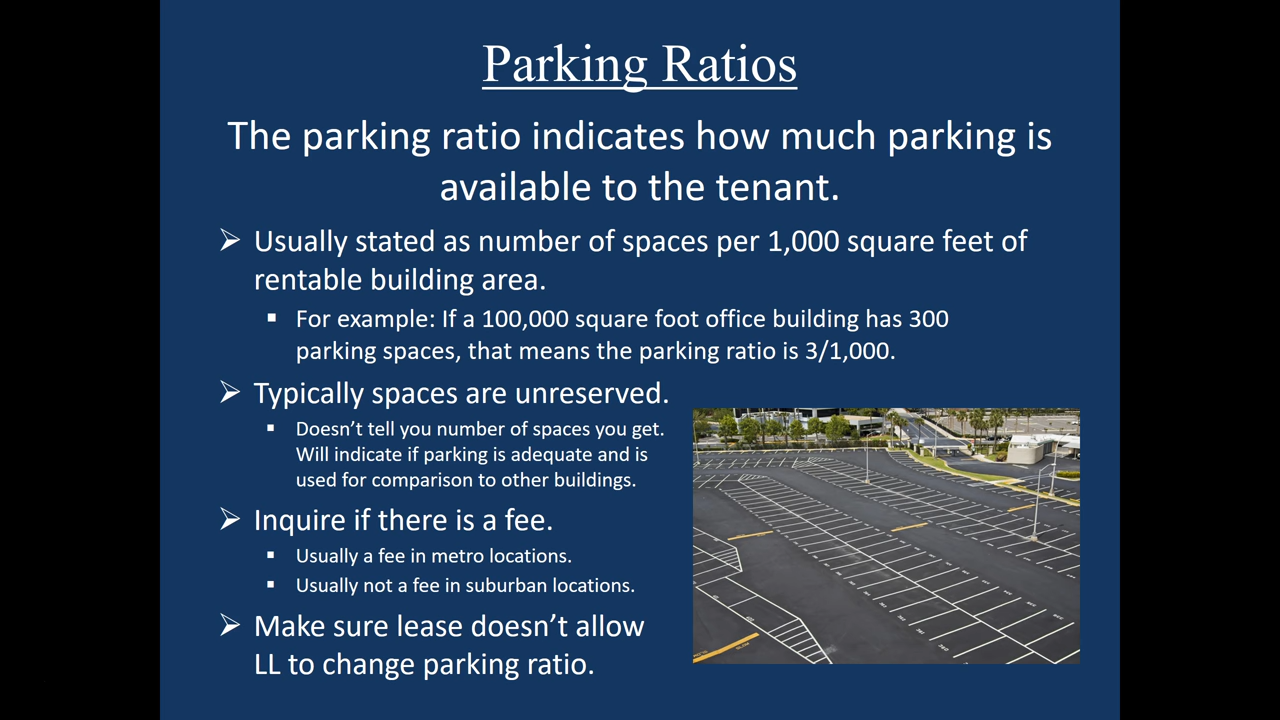 Parking Ratios
The parking ratio indicates how much parking is
available to the tenant.
➢ Usually stated as number of spaces per 1,000 square feet of
rentable building area.
▪ For example: If a 100,000 square foot office building has 300
parking spaces, that means the parking ratio is 3/1,000.
➢ Typically spaces are unreserved.
▪ Doesn’t tell you number of spaces you get.
Will indicate if parking is adequate and is
used for comparison to other buildings.
➢ Inquire if there is a fee.
▪ Usually a fee in metro locations.
▪ Usually not a fee in suburban locations.
➢ Make sure lease doesn’t allow
LL to change parking ratio.